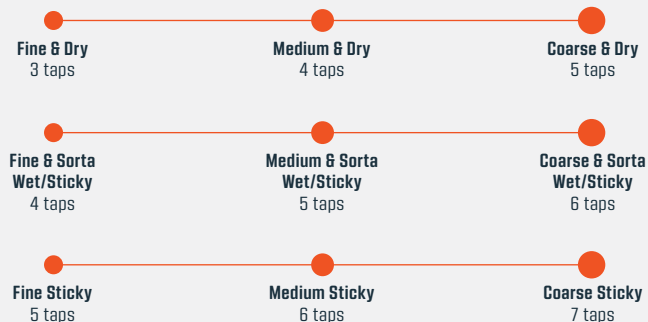 Fine & Dry
3 taps
Medium & Dry
4 taps
Coarse & Dry
5 taps
Fine & Sorta
Wet/Sticky
4 taps
Medium & Sorta
Wet/Sticky
5 taps
Coarse & Sorta
Wet/Sticky
6 taps
Fine Sticky
5 taps
Medium Sticky
6 taps
Coarse Sticky
7 taps